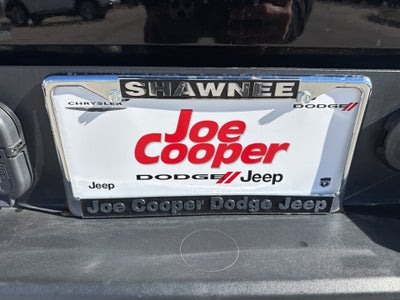 SHAWNEE
CHRYSLER DODGE
Joe
Cooper
DODGE Jeep
Jeep
Joe Cooper Dodge Jeep